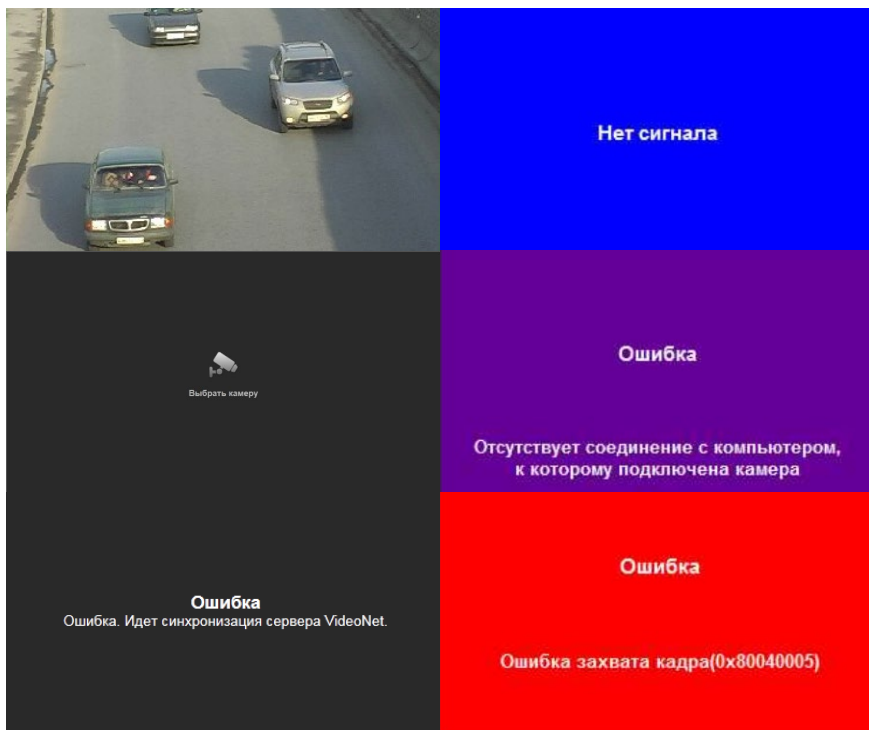 Нет сигнала
Выбрать камеру
Ошибка
Отсутствует соединение с компьютером,
к которому подключена камера
Ошибка
Ошибка. Идет синхронизация сервера VideoNet.
Ошибка
Ошибка захвата кадра(0x80040005)